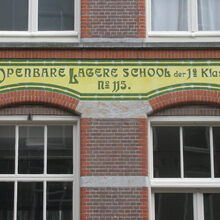 OPENBARE LAGERE SCHOOL der 1e Klas
No 115.